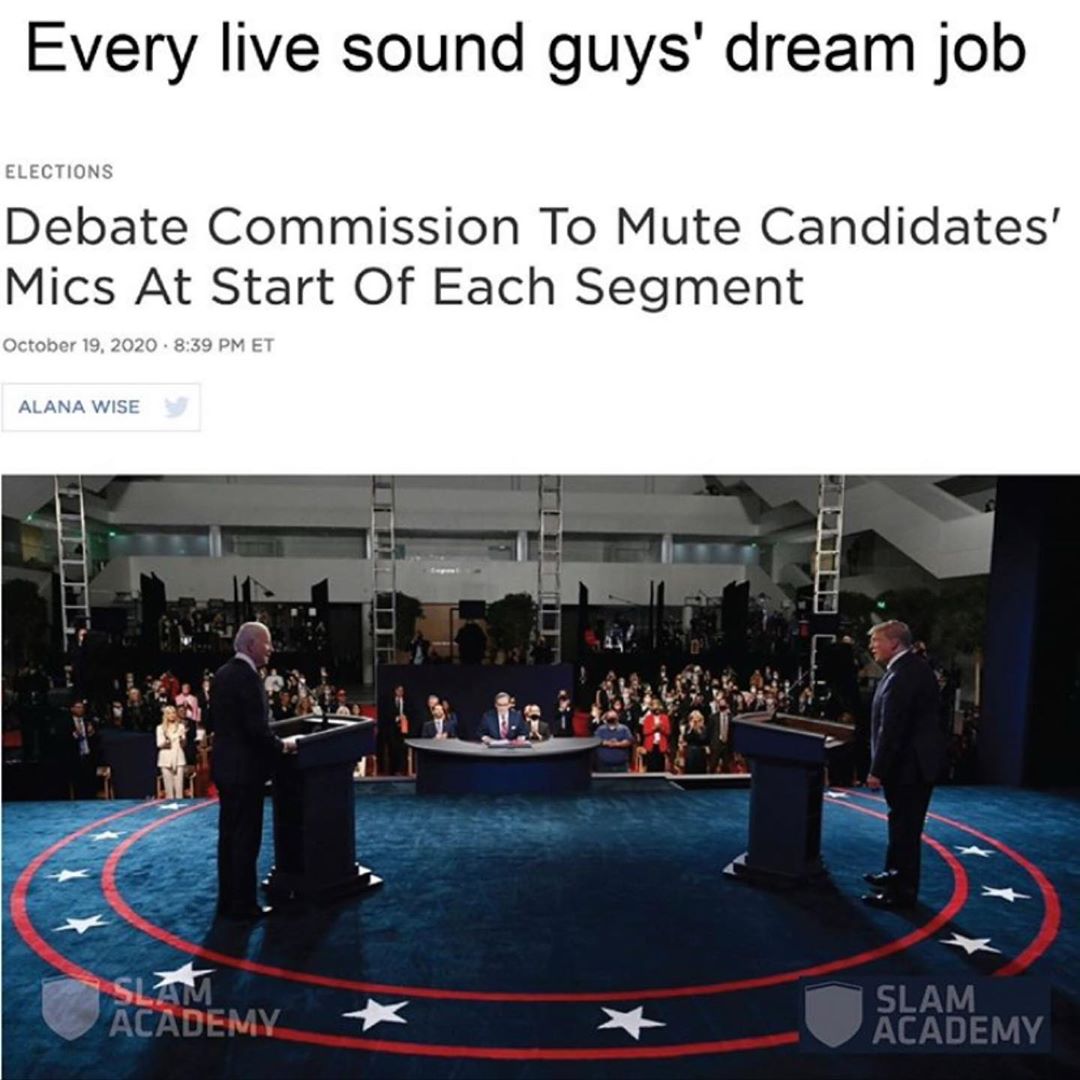 Every live sound guys' dream job
ELECTIONS
Debate Commission To Mute Candidates'
Mics At Start Of Each Segment
October 19, 2020 · 8:39 PM ET
ALANA WISE
SLAM
ACADEMY
SLAM
ACADEMY